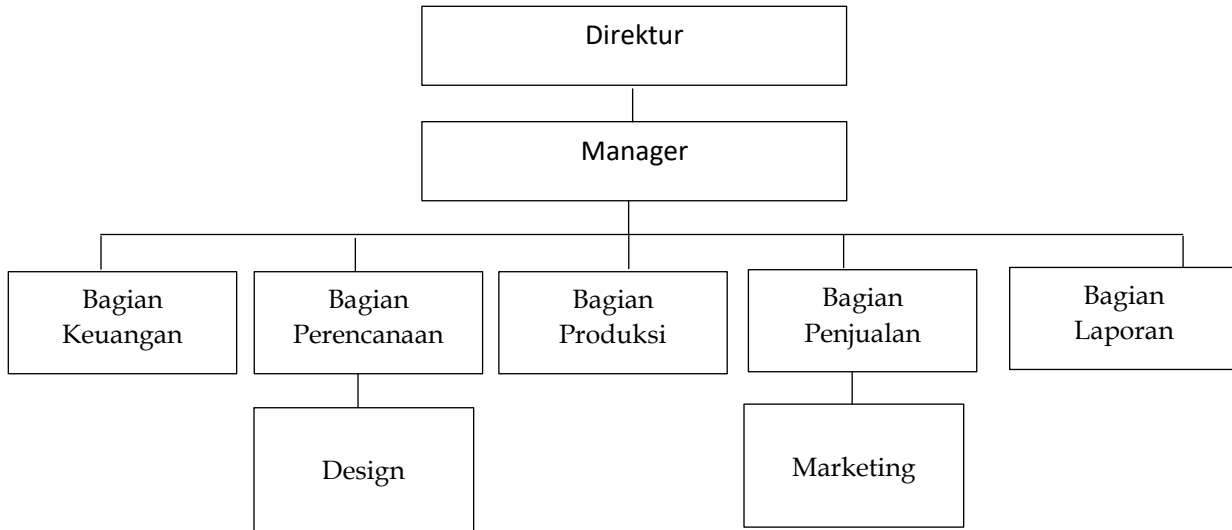 Direktur
Manager
Bagian
Keuangan
Bagian
Perencanaan
Bagian
Produksi
Bagian
Penjualan
Bagian
Laporan
Design
Marketing